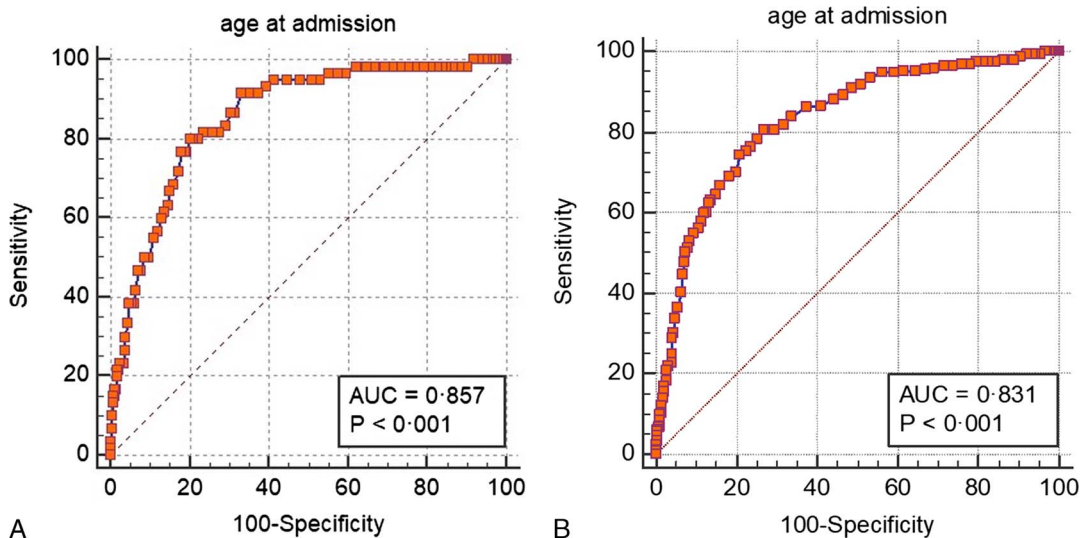 age at admission
100
80
60
40
20
0
Sensitivity
AUC = 0·857
P < 0·001
0 20 40 60 80 100
100-Specificity
A
age at admission
100
80
60
40
20
0
Sensitivity
AUC = 0·831
P < 0·001
0 20 40 60 80 100
100-Specificity
B